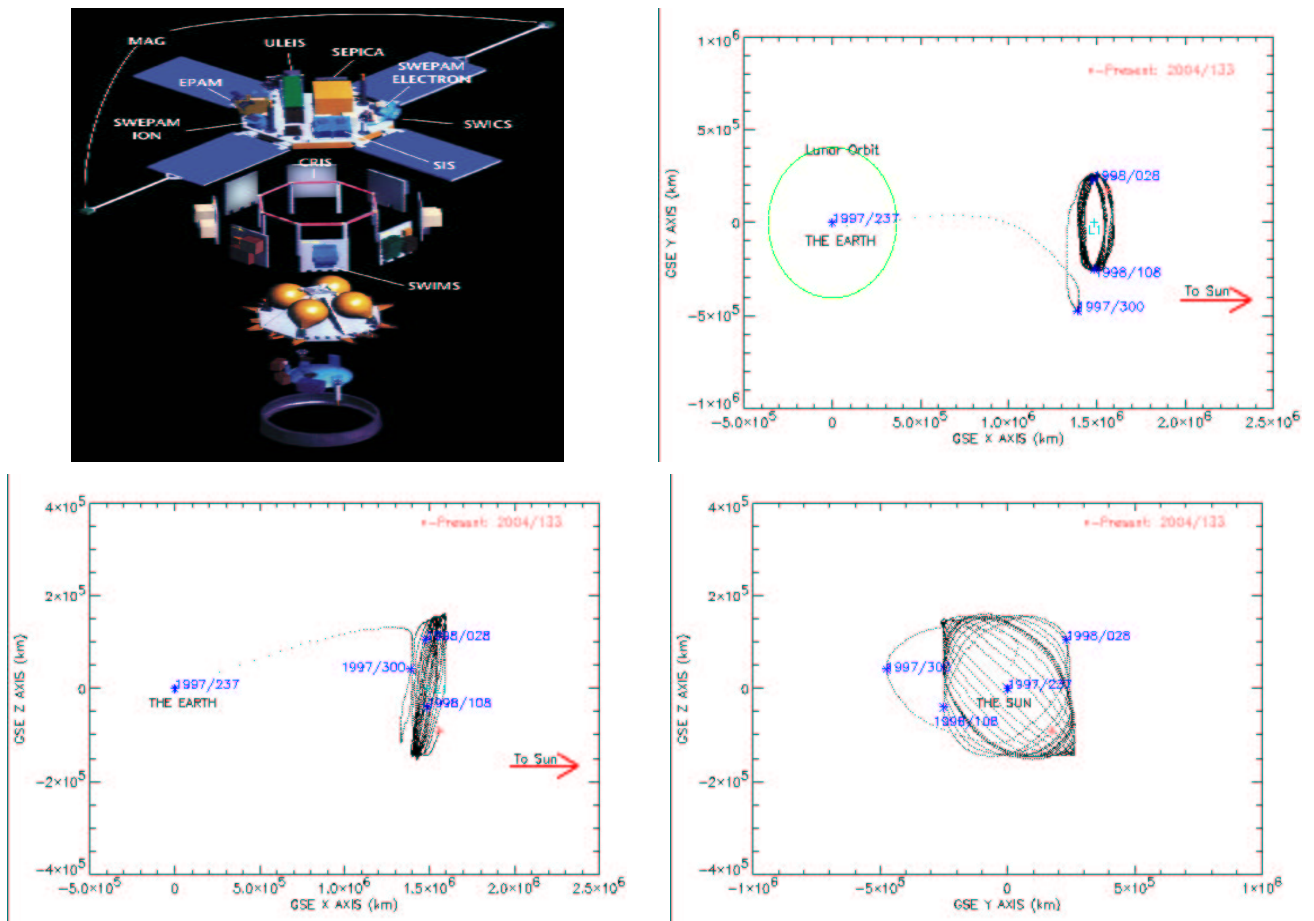 MAG
ULEIS
SEPICA
SWEPAM
ELECTRON
EPAM
SWEPAM
ION
SWICS
SIS
CRIS
SWIMS
1×10⁶
5×10⁵
0
−5×10⁵
−1×10⁶
GSE Y AXIS (km)
*-Present: 2004/133
Lunar Orbit
1997/237
THE EARTH
1998/028
L1
1998/108
1997/300
To Sun
−5.0×10⁵
0
5.0×10⁵
1.0×10⁶
1.5×10⁶
2.0×10⁶
2.5×10⁶
GSE X AXIS (km)
4×10⁵
2×10⁵
0
−2×10⁵
−4×10⁵
GSE Z AXIS (km)
*-Present: 2004/133
1998/028
1997/300
1997/237
THE EARTH
1998/108
To Sun
−5.0×10⁵
0
5.0×10⁵
1.0×10⁶
1.5×10⁶
2.0×10⁶
2.5×10⁶
GSE X AXIS (km)
4×10⁵
2×10⁵
0
−2×10⁵
−4×10⁵
GSE Z AXIS (km)
*-Present: 2004/133
1998/028
1997/300
1997/237
THE SUN
1998/108
−1×10⁶
−5×10⁵
0
5×10⁵
1×10⁶
GSE Y AXIS (km)